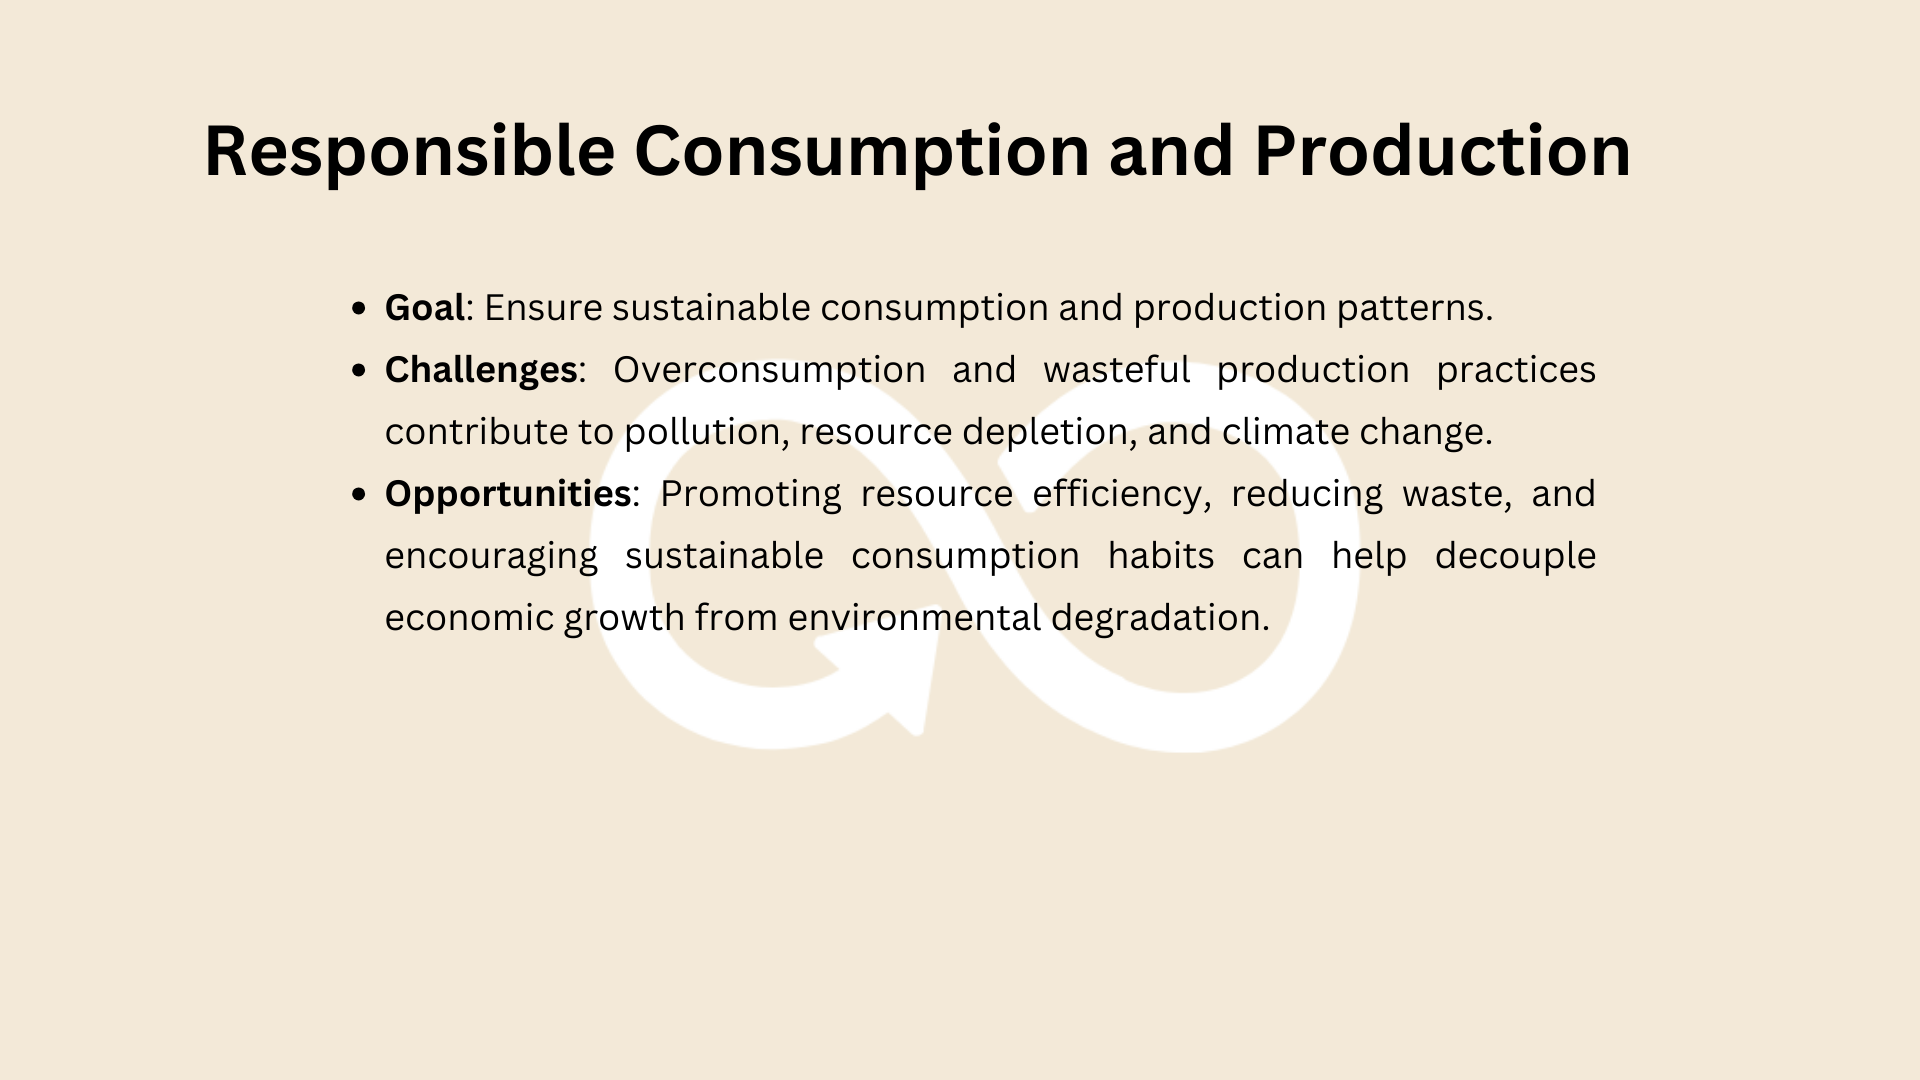 Responsible Consumption and Production
• Goal: Ensure sustainable consumption and production patterns.
• Challenges: Overconsumption and wasteful production practices
contribute to pollution, resource depletion, and climate change.
• Opportunities: Promoting resource efficiency, reducing waste, and
encouraging sustainable consumption habits can help decouple
economic growth from environmental degradation.